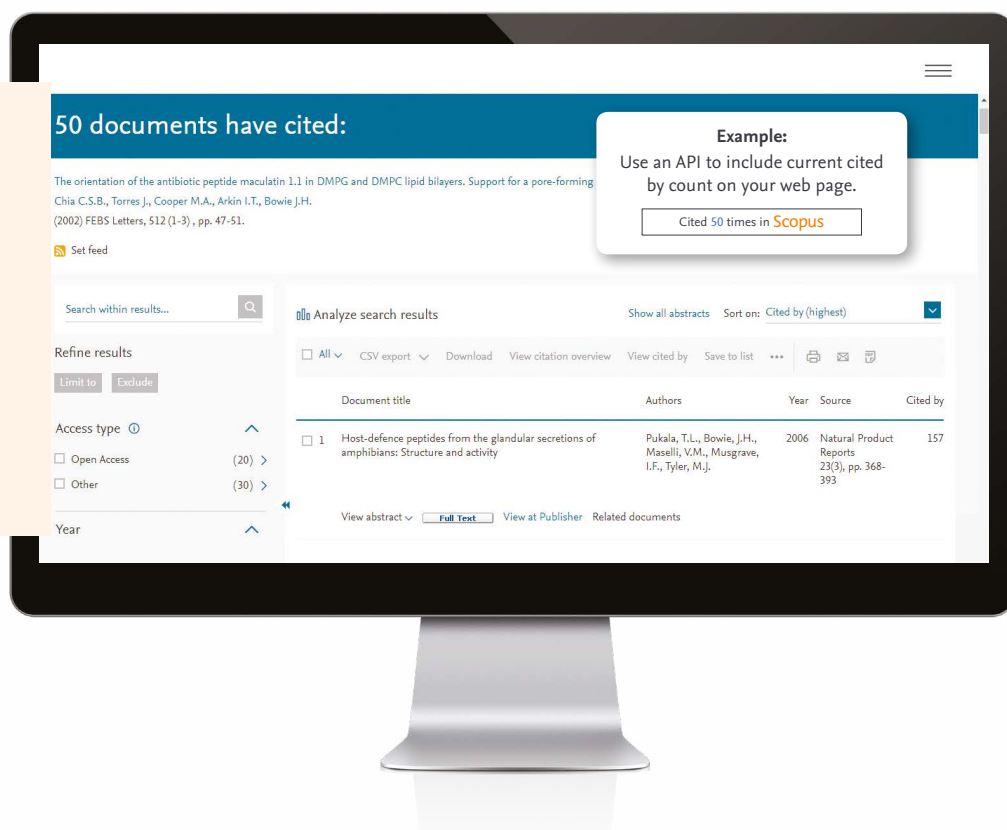 50 documents have cited:
Example:
Use an API to include current cited
by count on your web page.
Cited 50 times in Scopus
The orientation of the antibiotic peptide maculatin 1.1 in DMPG and DMPC lipid bilayers. Support for a pore-forming
Chia C.S.B., Torres J., Cooper M.A., Arkin I.T., Bowie J.H.
(2002) FEBS Letters, 512 (1-3) , pp. 47-51.
Set feed
Search within results...
Refine results
Limit to Exclude
Access type
Open Access (20)
Other (30)
Year
Analyze search results Show all abstracts Sort on: Cited by (highest)
All CSV export Download View citation overview View cited by Save to list
Document title Authors Year Source Cited by
1 Host-defence peptides from the glandular secretions of Pukala, T.L., Bowie, J.H., 2006 Natural Product 157
amphibians: Structure and activity Maselli, V.M., Musgrave, Reports
I.F., Tyler, M.J. 23(3), pp. 368-
393
View abstract Full Text View at Publisher Related documents